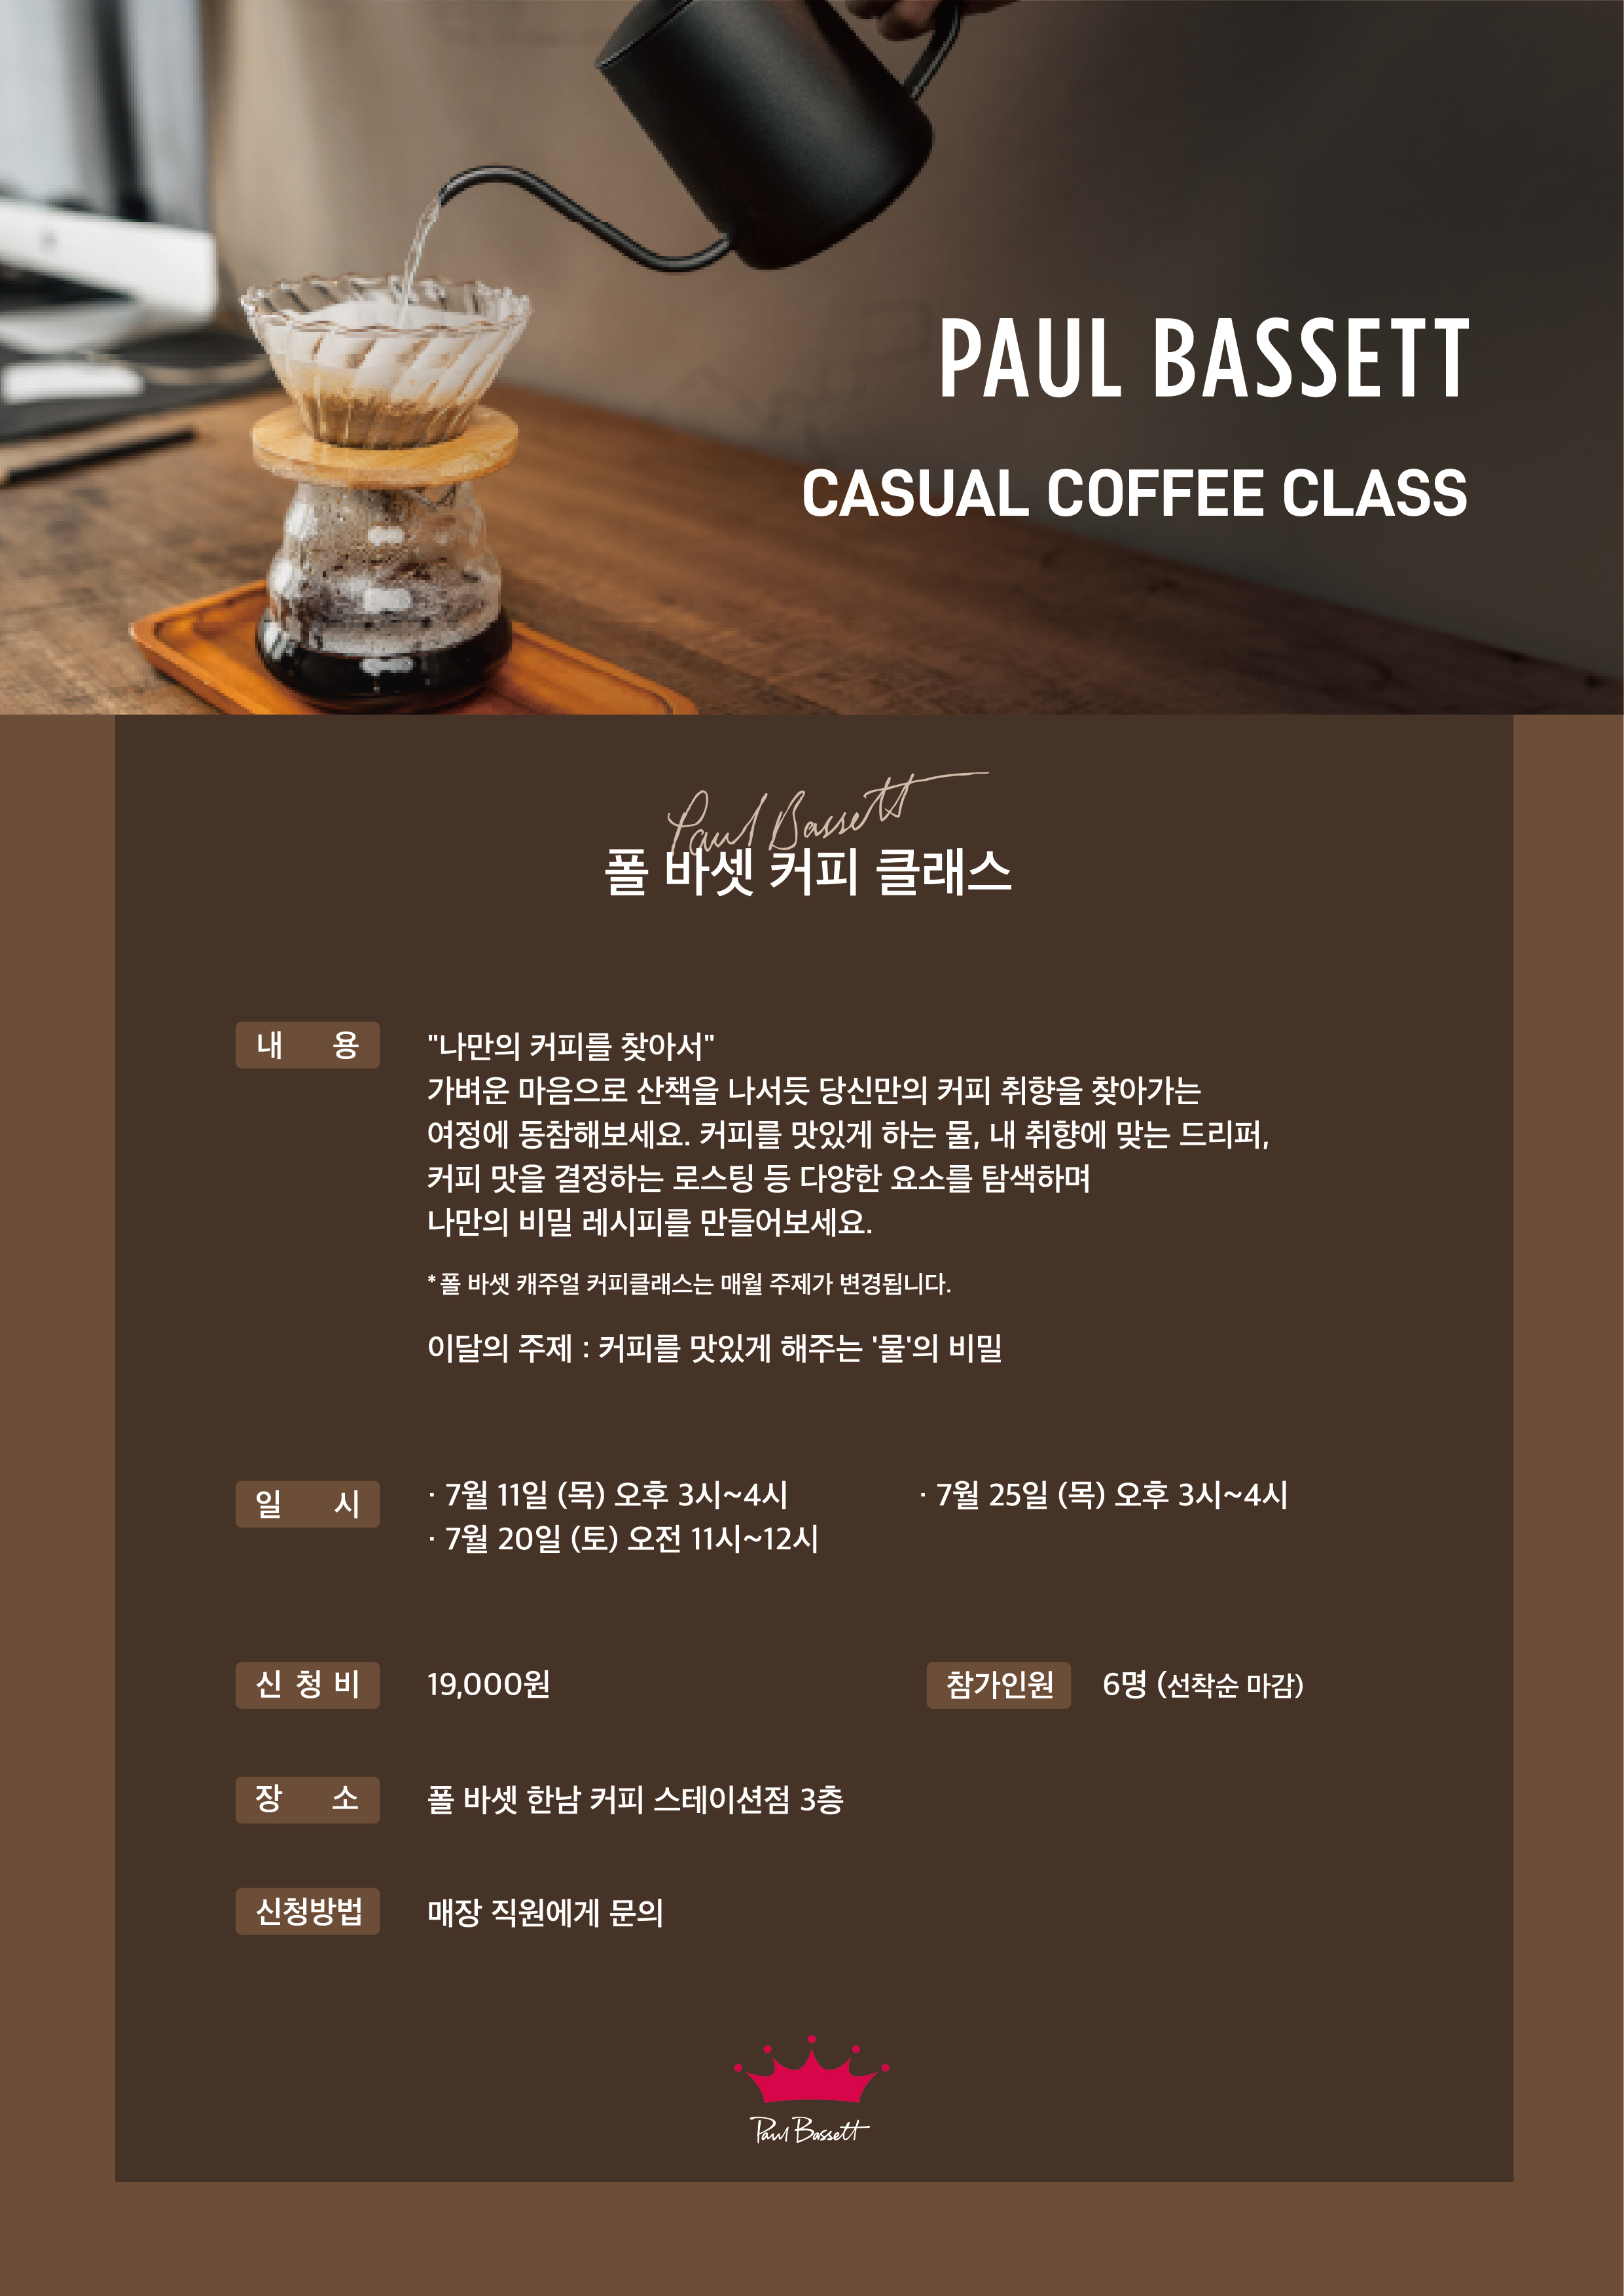 PAUL BASSETT
CASUAL COFFEE CLASS
Paul Bassett
폴 바셋 커피 클래스
내 용
"나만의 커피를 찾아서"
가벼운 마음으로 산책을 나서듯 당신만의 커피 취향을 찾아가는
여정에 동참해보세요. 커피를 맛있게 하는 물, 내 취향에 맞는 드리퍼,
커피 맛을 결정하는 로스팅 등 다양한 요소를 탐색하며
나만의 비밀 레시피를 만들어보세요.
*폴 바셋 캐주얼 커피클래스는 매월 주제가 변경됩니다.
이달의 주제 : 커피를 맛있게 해주는 '물'의 비밀
일 시
· 7월 11일 (목) 오후 3시~4시
· 7월 20일 (토) 오전 11시~12시
· 7월 25일 (목) 오후 3시~4시
신 청 비
19,000원
참가인원
6명 (선착순 마감)
장 소
폴 바셋 한남 커피 스테이션점 3층
신청방법
매장 직원에게 문의
Paul Bassett